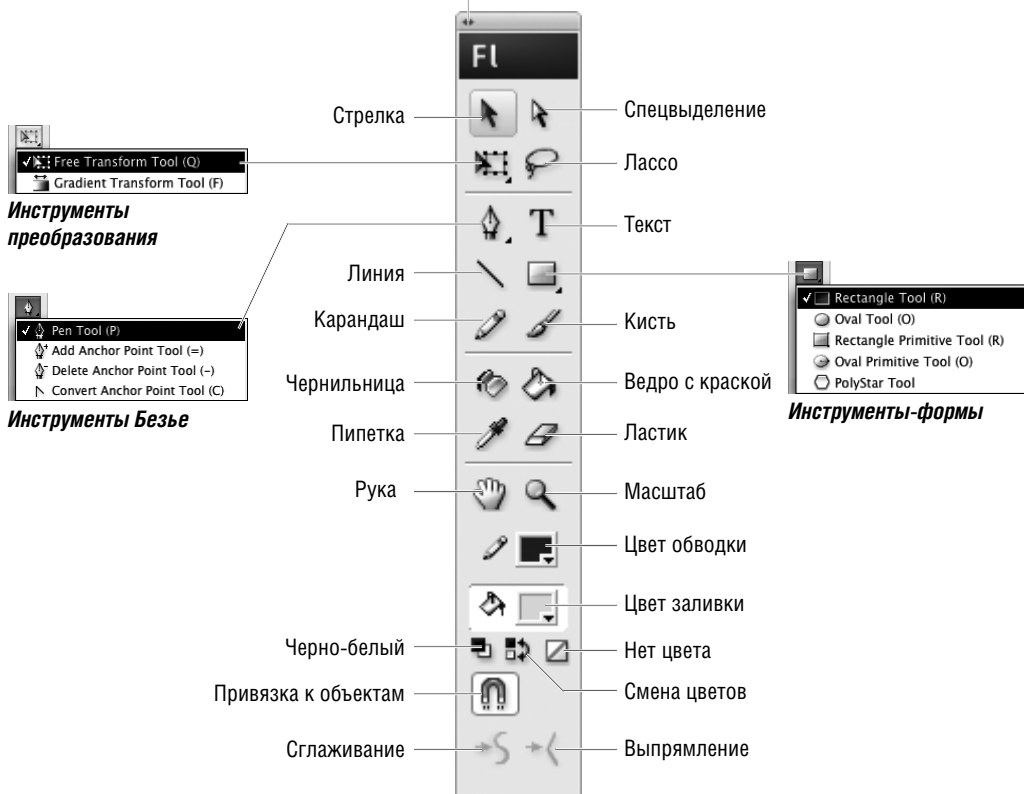 Fl
Стрелка
Спецвыделение
Free Transform Tool (Q)
Gradient Transform Tool (F)
Инструменты
преобразования
Лассо
Текст
Линия
Pen Tool (P)
Add Anchor Point Tool (=)
Delete Anchor Point Tool (-)
Convert Anchor Point Tool (C)
Инструменты Безье
Rectangle Tool (R)
Oval Tool (O)
Rectangle Primitive Tool (R)
Oval Primitive Tool (O)
PolyStar Tool
Инструменты-формы
Карандаш
Кисть
Чернильница
Ведро с краской
Пипетка
Ластик
Рука
Масштаб
Цвет обводки
Цвет заливки
Черно-белый
Нет цвета
Привязка к объектам
Смена цветов
Сглаживание
Выпрямление